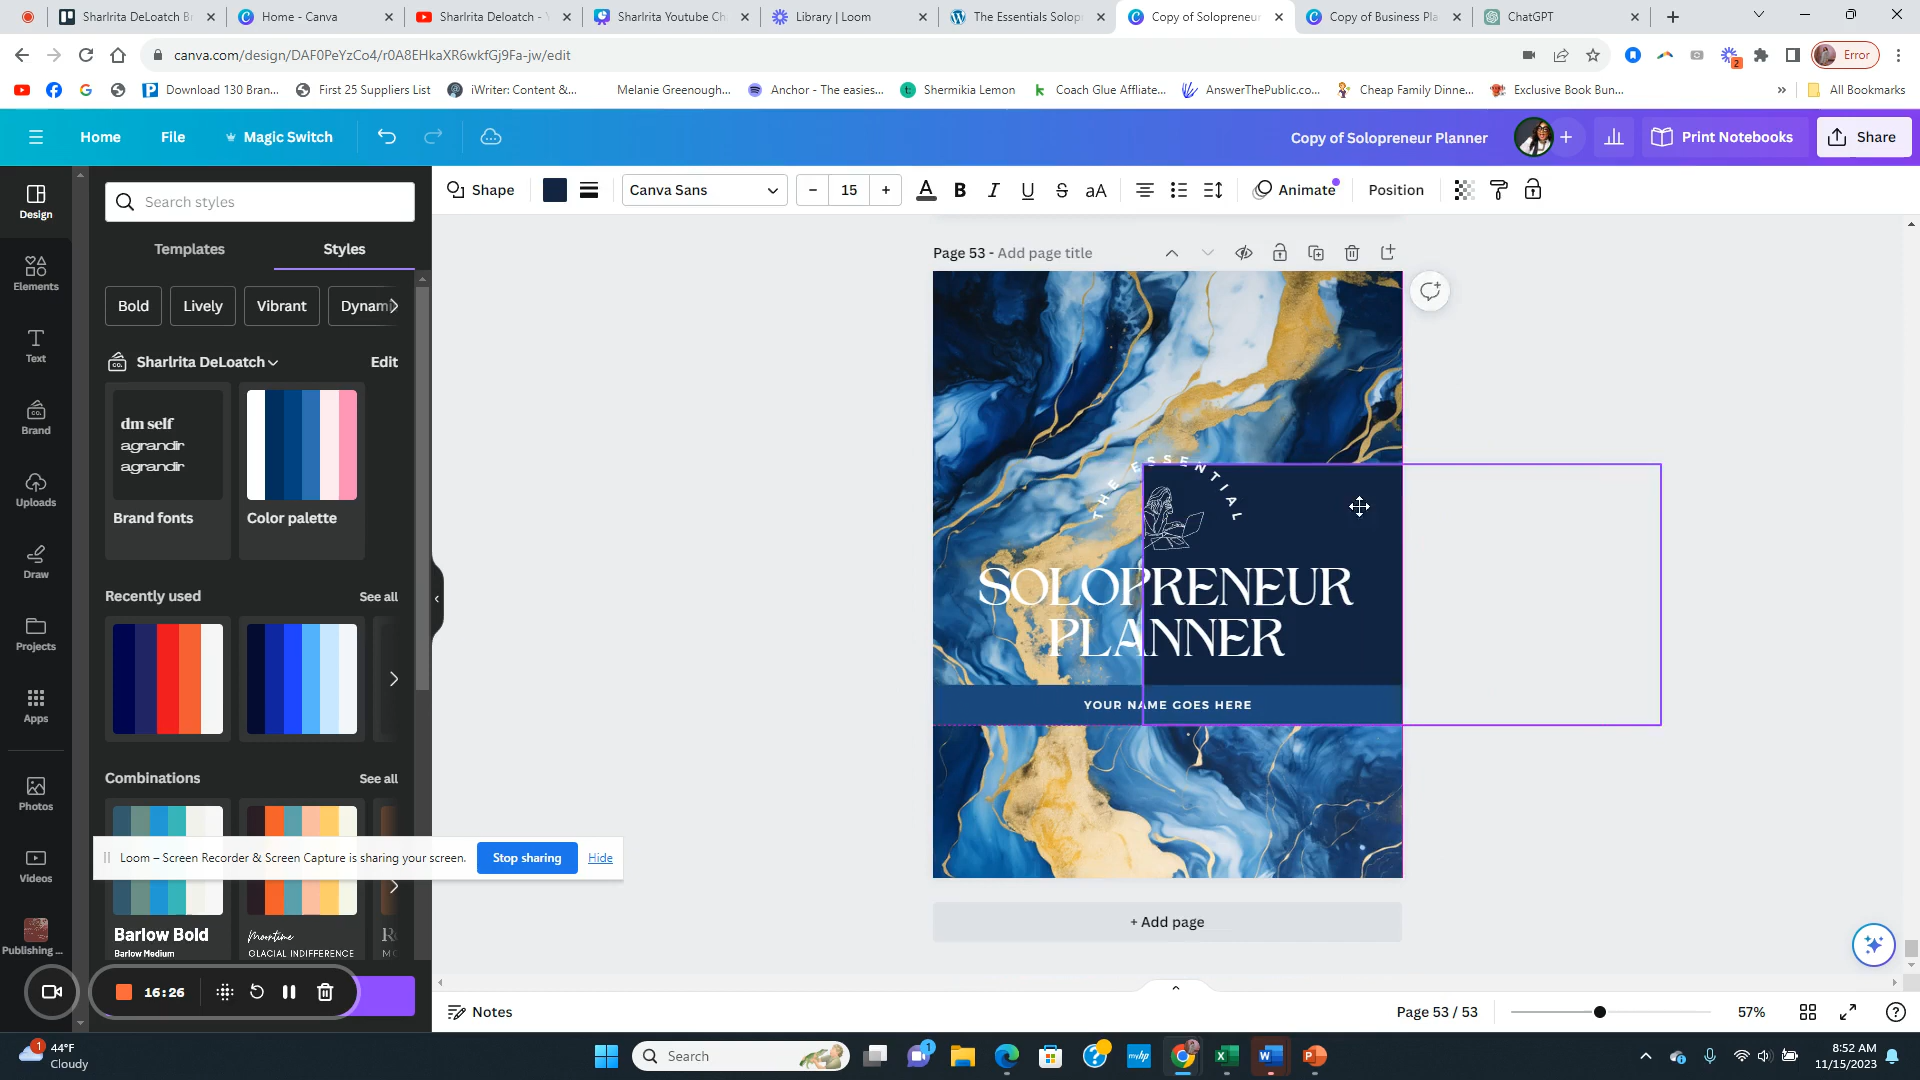 Sharlrita DeLoatch Br
Home - Canva
Sharlrita Deloatch - Y
Sharlrita Youtube Ch
Library | Loom
The Essentials Solop
Copy of Solopreneur
Copy of Business Pla
ChatGPT
canva.com/design/DAF0PeYzCo4/r0A8EHkaXR6wkfGj9Fa-jw/edit
2
Error
Download 130 Bran...
First 25 Suppliers List
iWriter: Content &...
Melanie Greenough...
Anchor - The easies...
Shermikia Lemon
Coach Glue Affiliate...
AnswerThePublic.co...
Cheap Family Dinne...
Exclusive Book Bun...
All Bookmarks
Home
File
Magic Switch
Copy of Solopreneur Planner
Print Notebooks
Share
Shape
Canva Sans
15
Animate
Position
Design
Elements
Text
Brand
Uploads
Draw
Projects
Apps
Photos
Videos
Publishing ...
Search styles
Templates
Styles
Bold
Lively
Vibrant
Dynam
Sharlrita DeLoatch
Edit
dm self
agrandir
agrandir
Brand fonts
Color palette
Recently used
See all
Combinations
See all
Barlow Bold
Barlow Medium
Moontime
GLACIAL INDIFFERENCE
Page 53 - Add page title
THE ESSENTIAL
SOLOPRENEUR
PLANNER
YOUR NAME GOES HERE
+ Add page
Loom – Screen Recorder & Screen Capture is sharing your screen.
Stop sharing
Hide
16:26
Notes
Page 53 / 53
57%
1
44°F
Cloudy
Search
1
8:52 AM
11/15/2023